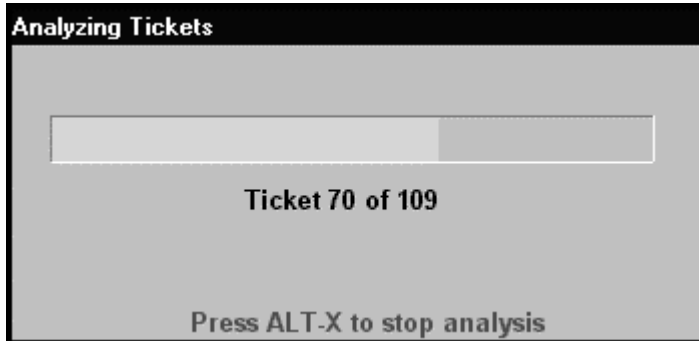 Analyzing Tickets
Ticket 70 of 109
Press ALT-X to stop analysis